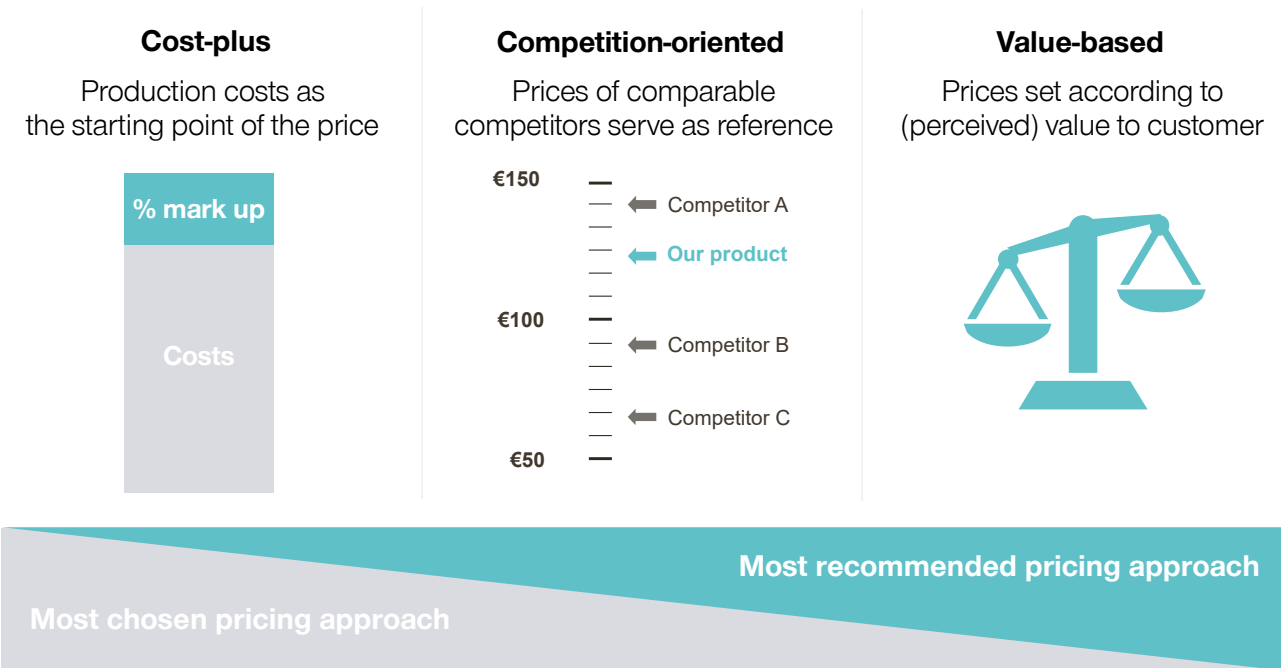 Cost-plus
Production costs as
the starting point of the price
% mark up
Costs
Competition-oriented
Prices of comparable
competitors serve as reference
€150
Competitor A
Our product
€100
Competitor B
Competitor C
€50
Value-based
Prices set according to
(perceived) value to customer
Most recommended pricing approach
Most chosen pricing approach